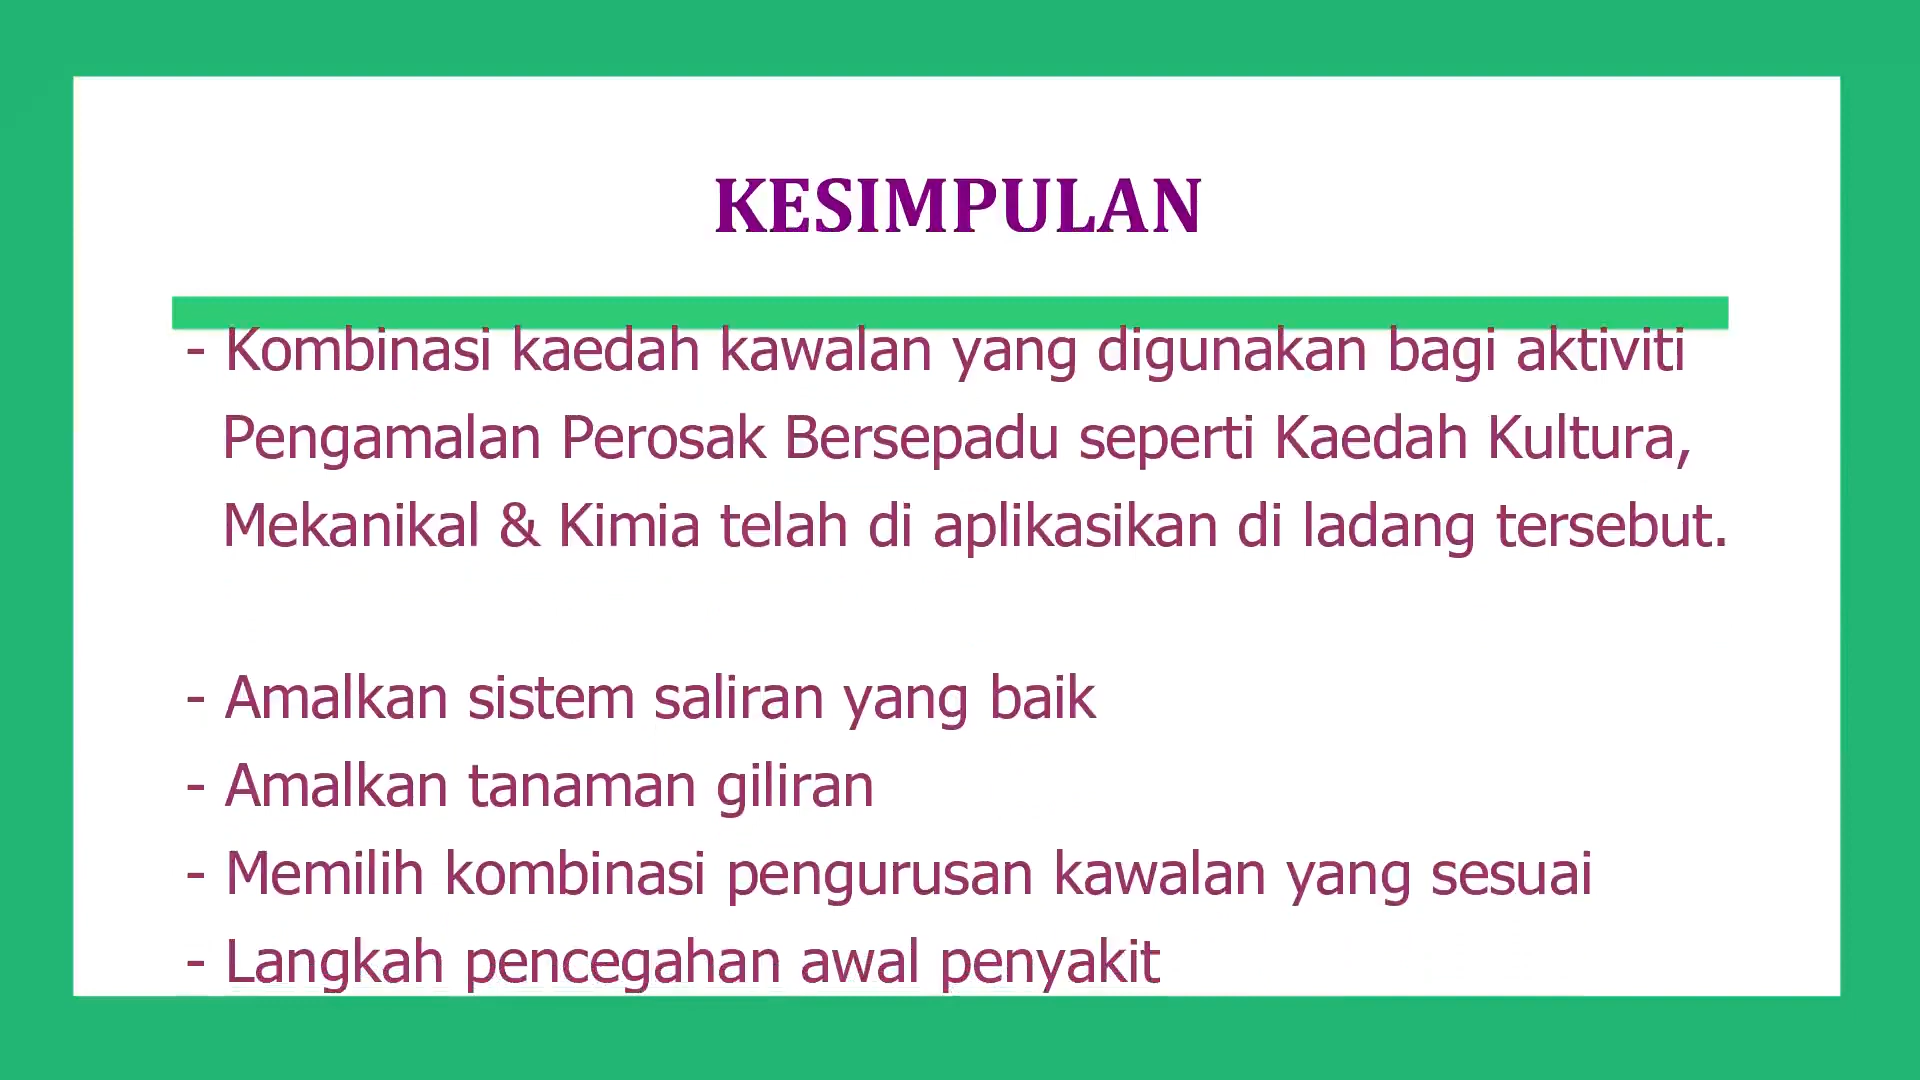 KESIMPULAN
- Kombinasi kaedah kawalan yang digunakan bagi aktiviti
Pengamalan Perosak Bersepadu seperti Kaedah Kultura,
Mekanikal & Kimia telah di aplikasikan di ladang tersebut.
- Amalkan sistem saliran yang baik
- Amalkan tanaman giliran
- Memilih kombinasi pengurusan kawalan yang sesuai
- Langkah pencegahan awal penyakit